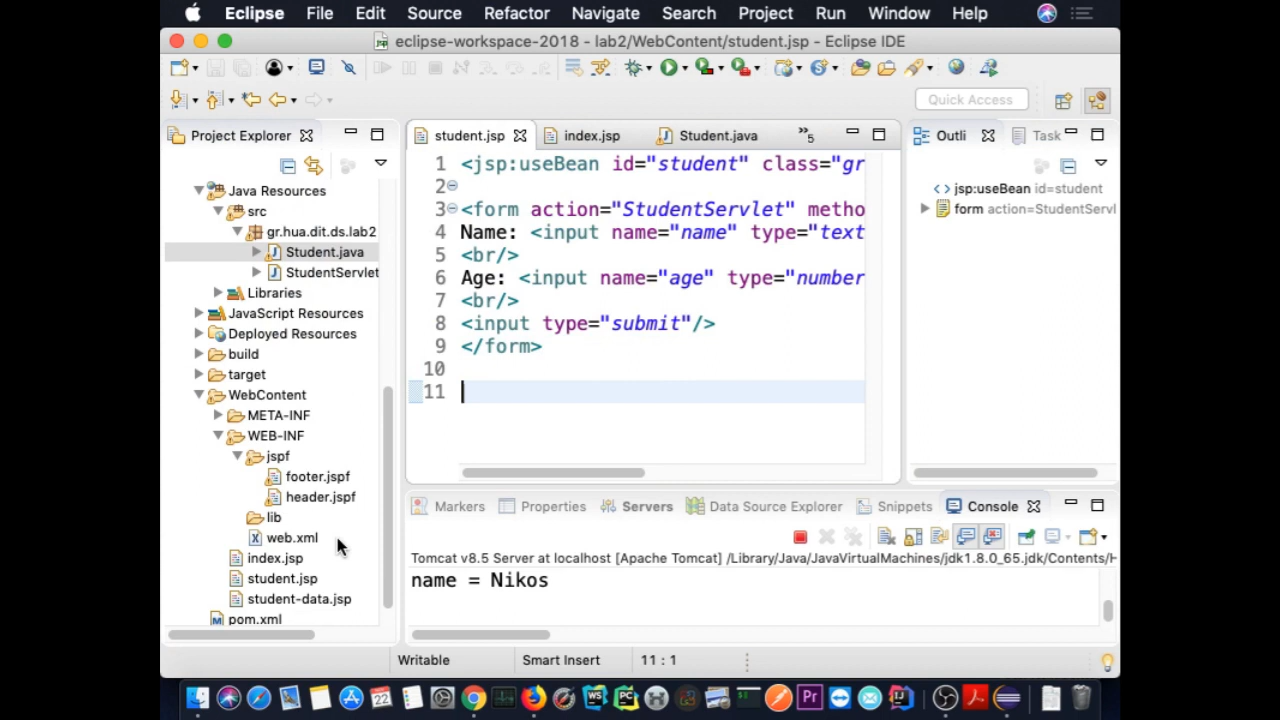 Eclipse File Edit Source Refactor Navigate Search Project Run Window Help
eclipse-workspace-2018 - lab2/WebContent/student.jsp - Eclipse IDE
Quick Access
Project Explorer
student.jsp index.jsp Student.java »5
Outli Task
Java Resources
src
gr.hua.dit.ds.lab2
Student.java
StudentServlet
Libraries
JavaScript Resources
Deployed Resources
build
target
WebContent
META-INF
WEB-INF
jspf
footer.jspf
header.jspf
lib
web.xml
index.jsp
student.jsp
student-data.jsp
pom.xml
1 <jsp:useBean id="student" class="gr
2
3 <form action="StudentServlet" metho
4 Name: <input name="name" type="text
5 <br/>
6 Age: <input name="age" type="number
7 <br/>
8 <input type="submit"/>
9 </form>
10
11
jsp:useBean id=student
form action=StudentServl
Markers Properties Servers Data Source Explorer Snippets Console
Tomcat v8.5 Server at localhost [Apache Tomcat] /Library/Java/JavaVirtualMachines/jdk1.8.0_65.jdk/Contents/H
name = Nikos
Writable Smart Insert 11 : 1
22 WS PC Pr